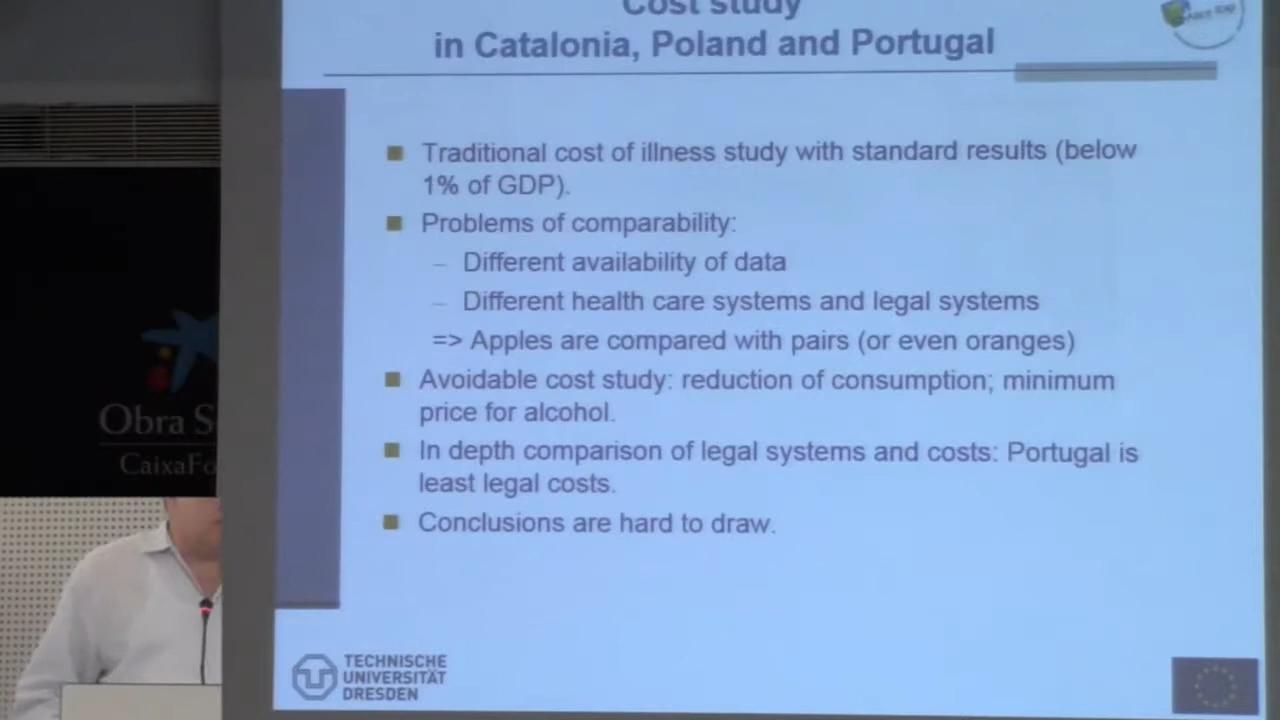 Cost study
in Catalonia, Poland and Portugal
Traditional cost of illness study with standard results (below
1% of GDP).
Problems of comparability:
– Different availability of data
– Different health care systems and legal systems
=> Apples are compared with pairs (or even oranges)
Avoidable cost study: reduction of consumption; minimum
price for alcohol.
In depth comparison of legal systems and costs: Portugal is
least legal costs.
Conclusions are hard to draw.
Obra S
CaixaFo
TECHNISCHE
UNIVERSITÄT
DRESDEN